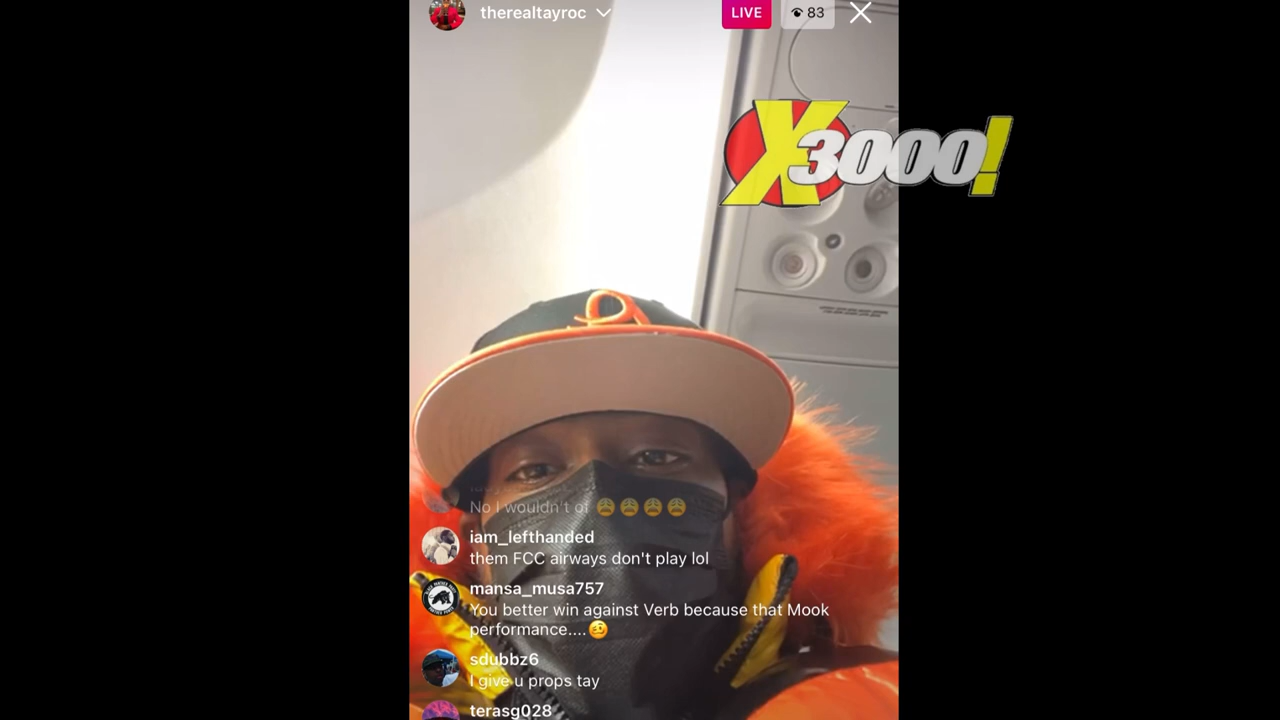 therealtayroc
LIVE
83
X3000!
No I wouldn't of 😩😩😩😩
iam_lefthanded
them FCC airways don't play lol
mansa_musa757
You better win against Verb because that Mook
performance....🥴
sdubbz6
I give u props tay
terasg028